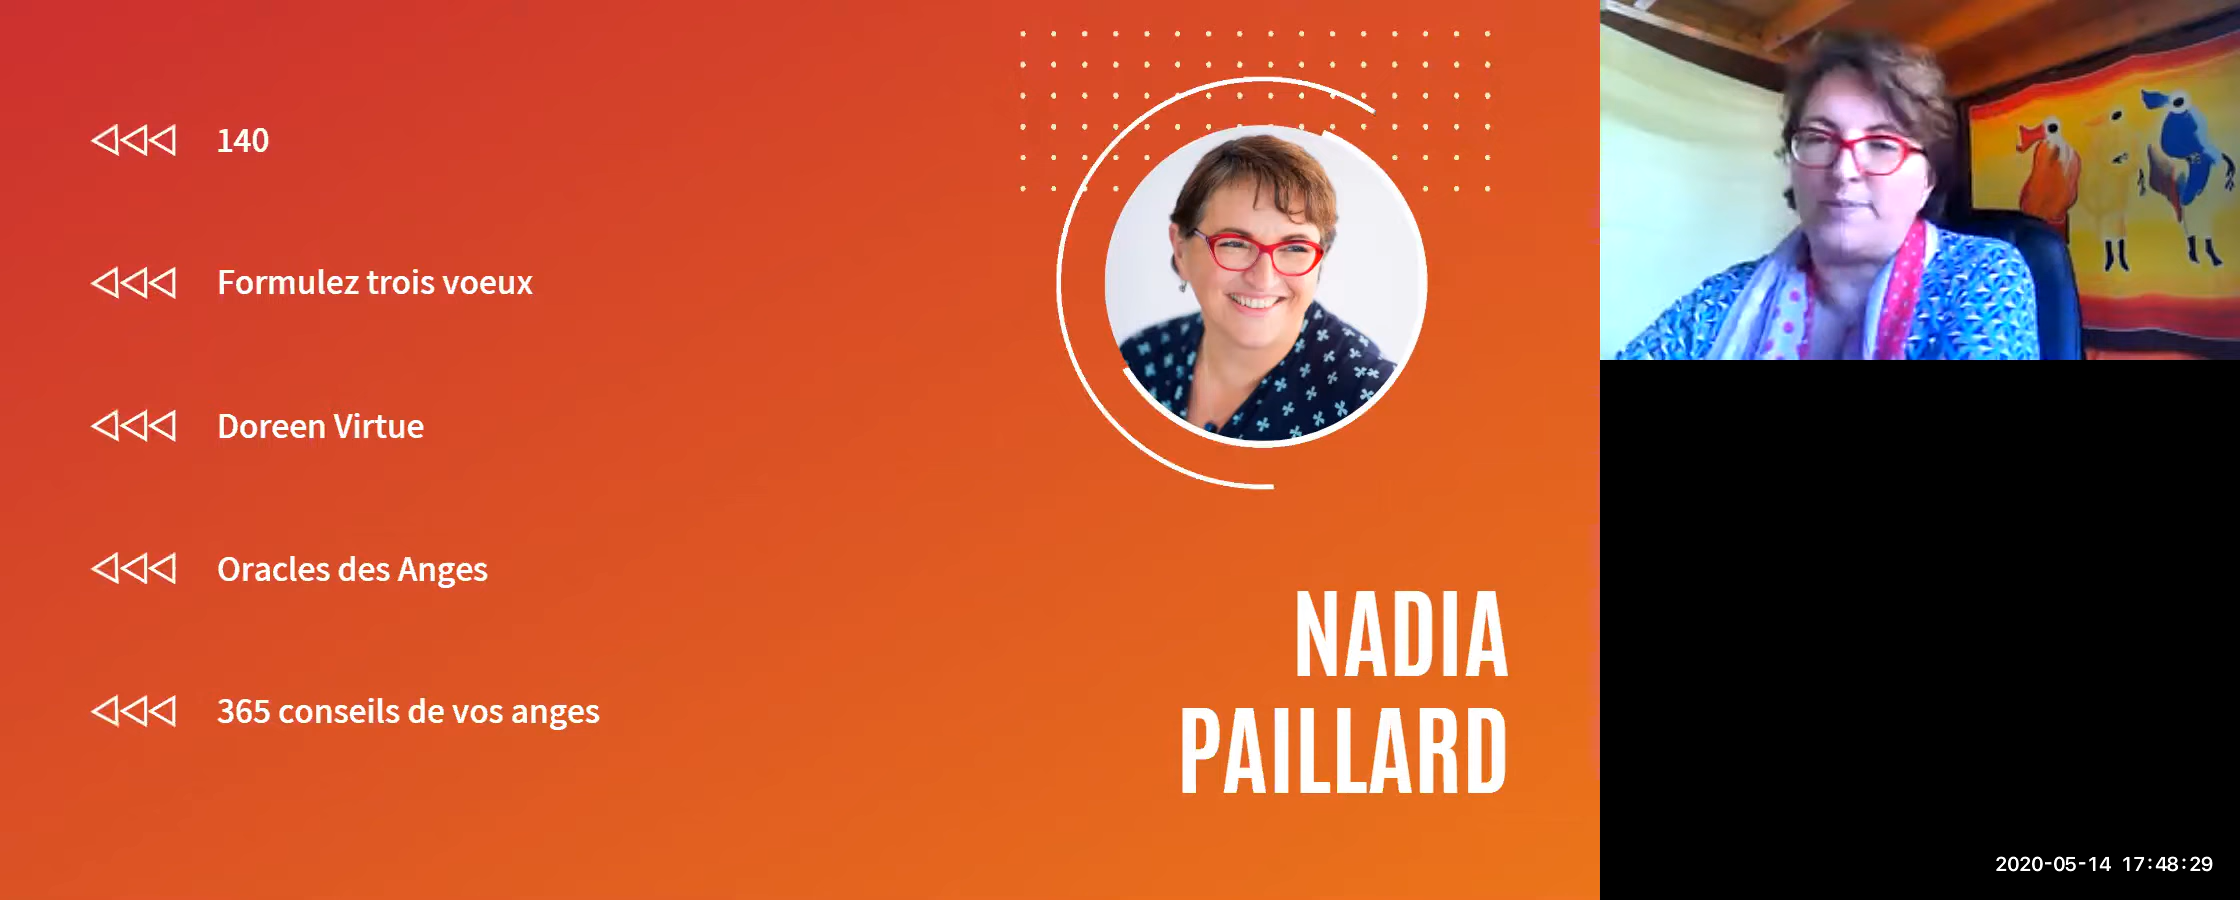 140
Formulez trois voeux
Doreen Virtue
Oracles des Anges
365 conseils de vos anges
NADIA
PAILLARD
2020-05-14 17:48:29